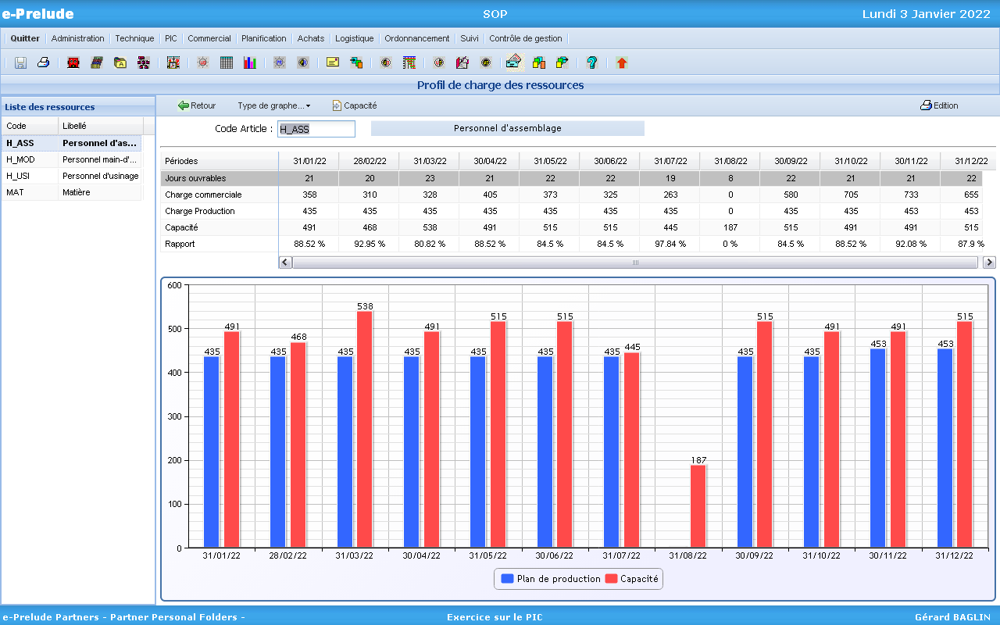 e-Prelude SOP Lundi 3 Janvier 2022
Quitter Administration Technique PIC Commercial Planification Achats Logistique Ordonnancement Suivi Contrôle de gestion
Profil de charge des ressources
Liste des ressources
Code Libellé
H_ASS Personnel d'as...
H_MOD Personnel main-d'...
H_USI Personnel d'usinage
MAT Matière
Retour Type de graphe... Capacité Edition
Code Article : H_ASS Personnel d'assemblage
Périodes 31/01/22 28/02/22 31/03/22 30/04/22 31/05/22 30/06/22 31/07/22 31/08/22 30/09/22 31/10/22 30/11/22 31/12/22
Jours ouvrables 21 20 23 21 22 22 19 8 22 21 21 22
Charge commerciale 358 310 328 405 373 325 263 0 580 705 733 655
Charge Production 435 435 435 435 435 435 435 0 435 435 453 453
Capacité 491 468 538 491 515 515 445 187 515 491 491 515
Rapport 88.52 % 92.95 % 80.82 % 88.52 % 84.5 % 84.5 % 97.84 % 0 % 84.5 % 88.52 % 92.08 % 87.9 %
600
500
400
300
200
100
0
435 491 435 468 435 538 435 491 435 515 435 515 435 445 187 435 515 435 491 453 491 453 515
31/01/22 28/02/22 31/03/22 30/04/22 31/05/22 30/06/22 31/07/22 31/08/22 30/09/22 31/10/22 30/11/22 31/12/22
Plan de production Capacité
e-Prelude Partners - Partner Personal Folders - Exercice sur le PIC Gérard BAGLIN